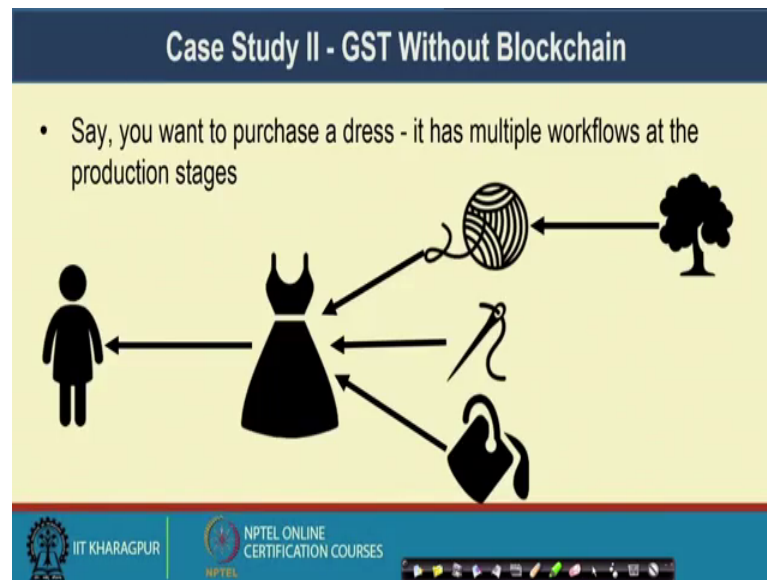 Case Study II - GST Without Blockchain
• Say, you want to purchase a dress - it has multiple workflows at the
production stages
IIT KHARAGPUR
NPTEL
NPTEL ONLINE
CERTIFICATION COURSES